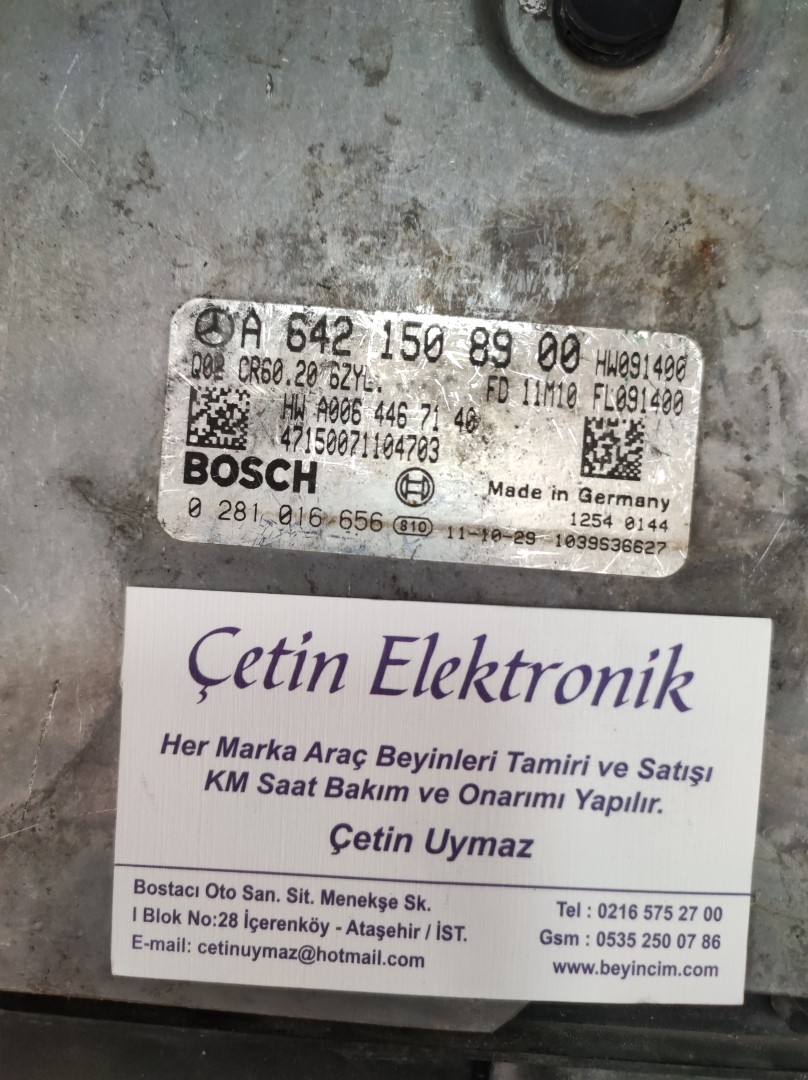 A 642 150 89 00 HW091400
Q02 CR60.20 6ZYL. FD 11M10 FL091400
HW A006 446 71 40
47150071104703
BOSCH
Made in Germany
1254 0144
0 281 016 656 810 11-10-29 1039S36627
Çetin Elektronik
Her Marka Araç Beyinleri Tamiri ve Satışı
KM Saat Bakım ve Onarımı Yapılır.
Çetin Uymaz
Bostacı Oto San. Sit. Menekşe Sk.
I Blok No:28 İçerenköy - Ataşehir / İST.
E-mail: cetinuymaz@hotmail.com
Tel : 0216 575 27 00
Gsm : 0535 250 07 86
www.beyincim.com